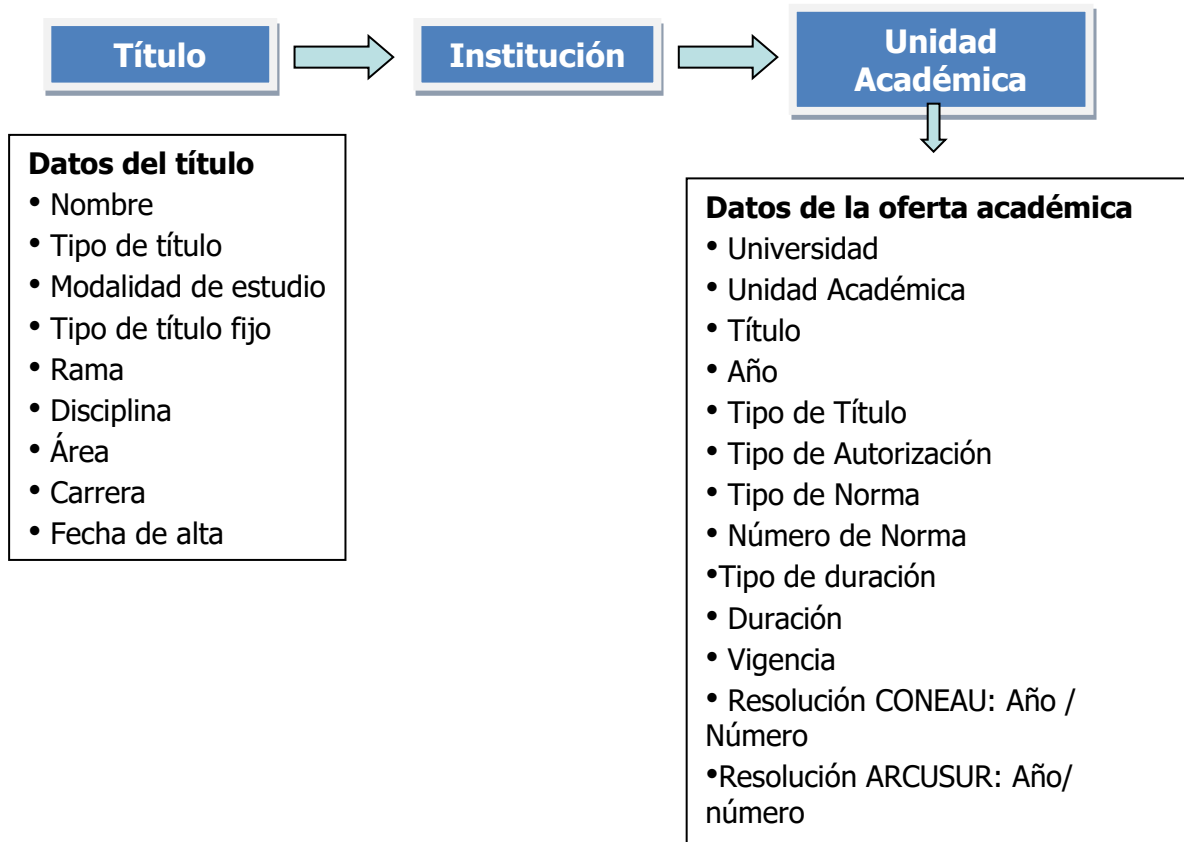 Título
Institución
Unidad
Académica
Datos del título
• Nombre
• Tipo de título
• Modalidad de estudio
• Tipo de título fijo
• Rama
• Disciplina
• Área
• Carrera
• Fecha de alta
Datos de la oferta académica
• Universidad
• Unidad Académica
• Título
• Año
• Tipo de Título
• Tipo de Autorización
• Tipo de Norma
• Número de Norma
•Tipo de duración
• Duración
• Vigencia
• Resolución CONEAU: Año /
Número
•Resolución ARCUSUR: Año/
número